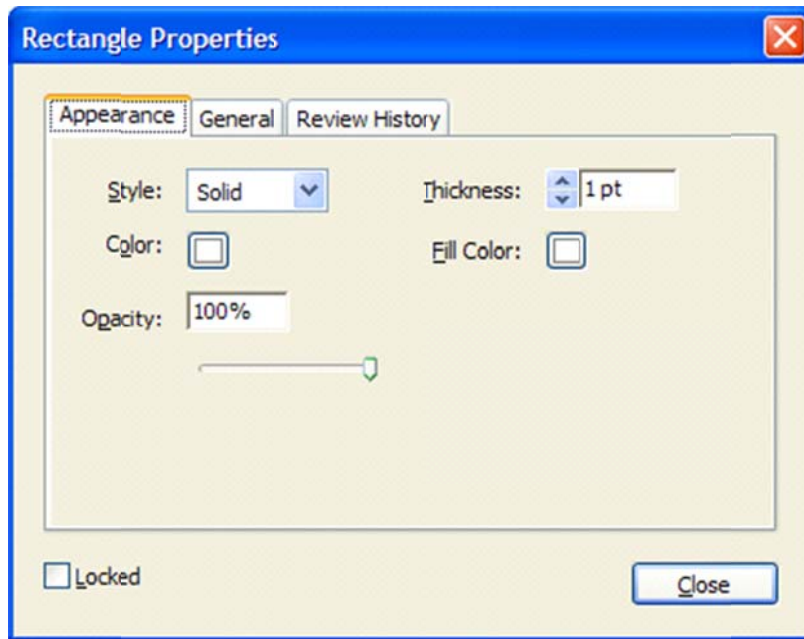 Rectangle Properties
Appearance General Review History
Style: Solid Thickness: 1 pt
Color: Fill Color:
Opacity: 100%
Locked Close